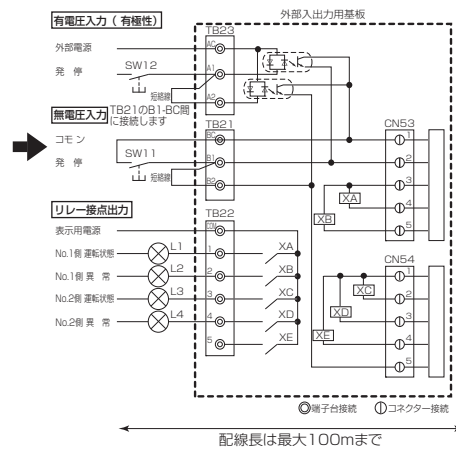 有電圧入力(有極性)
外部入出力用基板
TB23
外部電源
AC
発 停
SW12
A1
短絡線
A2
無電圧入力
TB21のB1-BC間
に接続します
TB21
CN53
コモン
BC
1
発 停
SW11
B1
2
短絡線
B2
3
XA
4
XB
5
リレー接点出力
TB22
表示用電源
COM
CN54
No.1側 運転状態
L1
1
XA
1
No.1側 異 常
L2
2
XB
XC
2
No.2側 運転状態
L3
3
XC
XD
3
No.2側 異 常
L4
4
XD
XE
4
5
XE
5
◎端子台接続 ⦶コネクター接続
配線長は最大100mまで